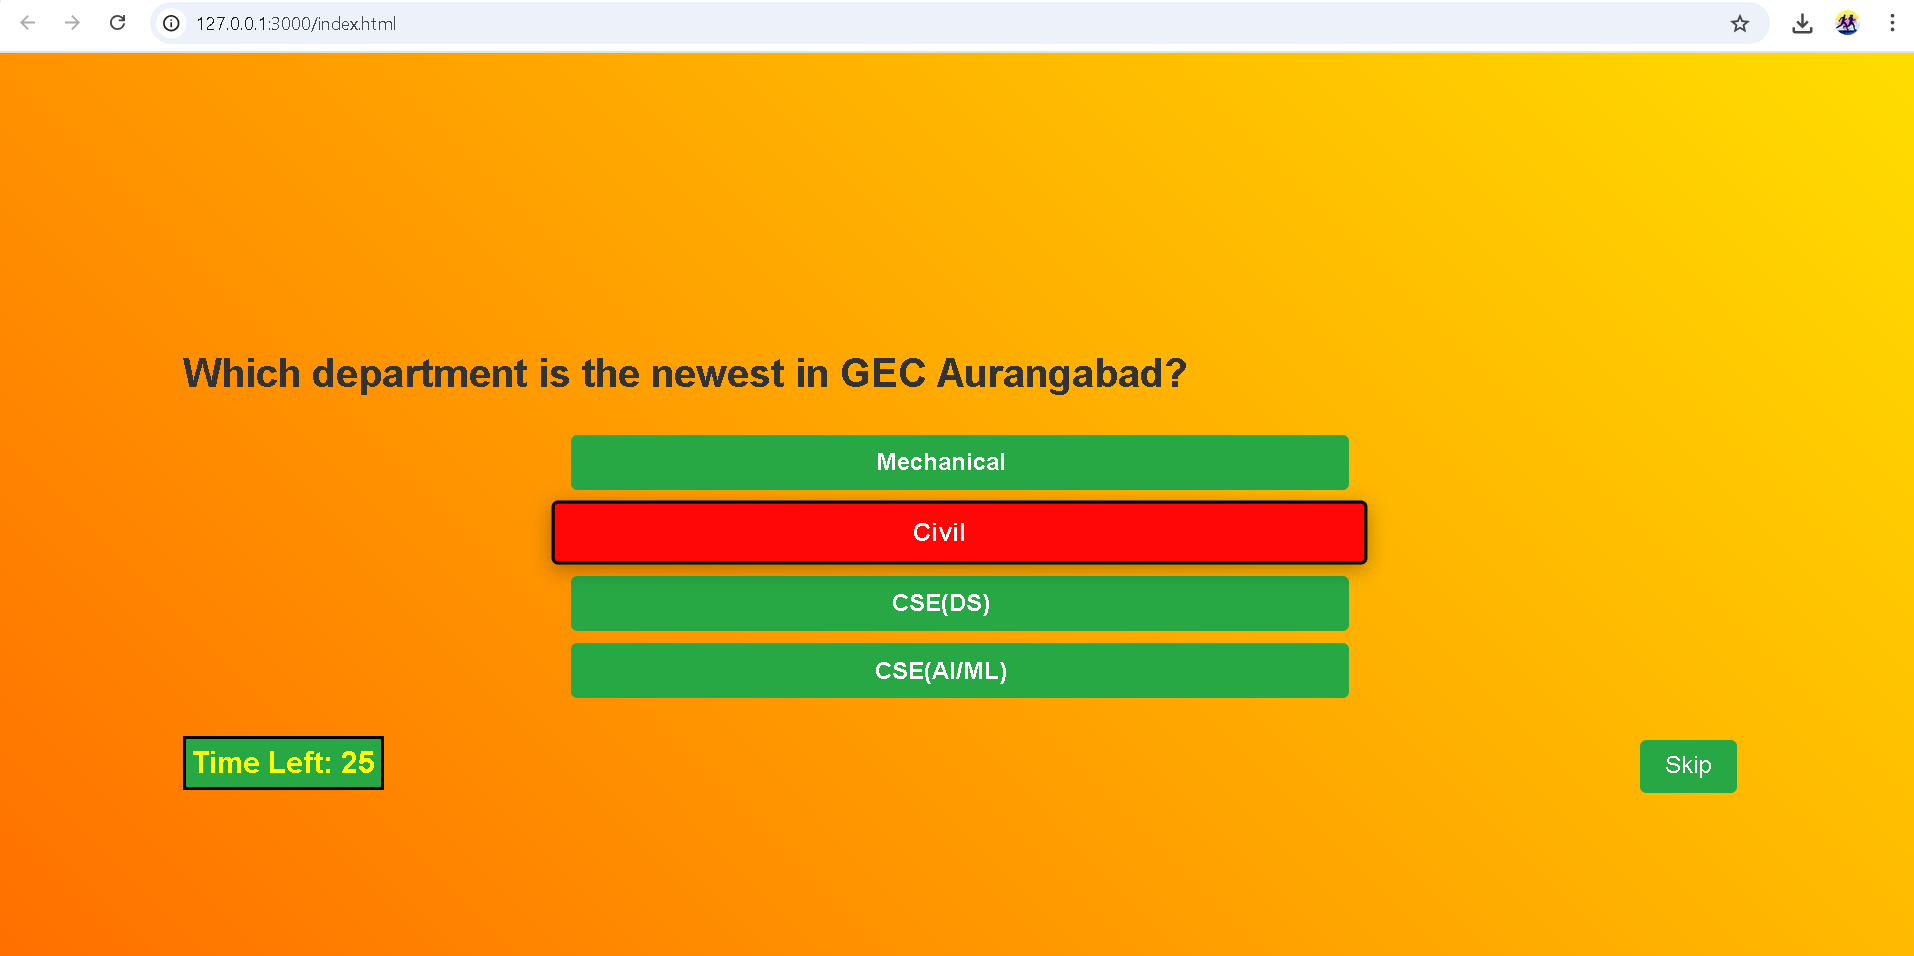 127.0.0.1:3000/index.html
Which department is the newest in GEC Aurangabad?
Mechanical
Civil
CSE(DS)
CSE(AI/ML)
Time Left: 25
Skip